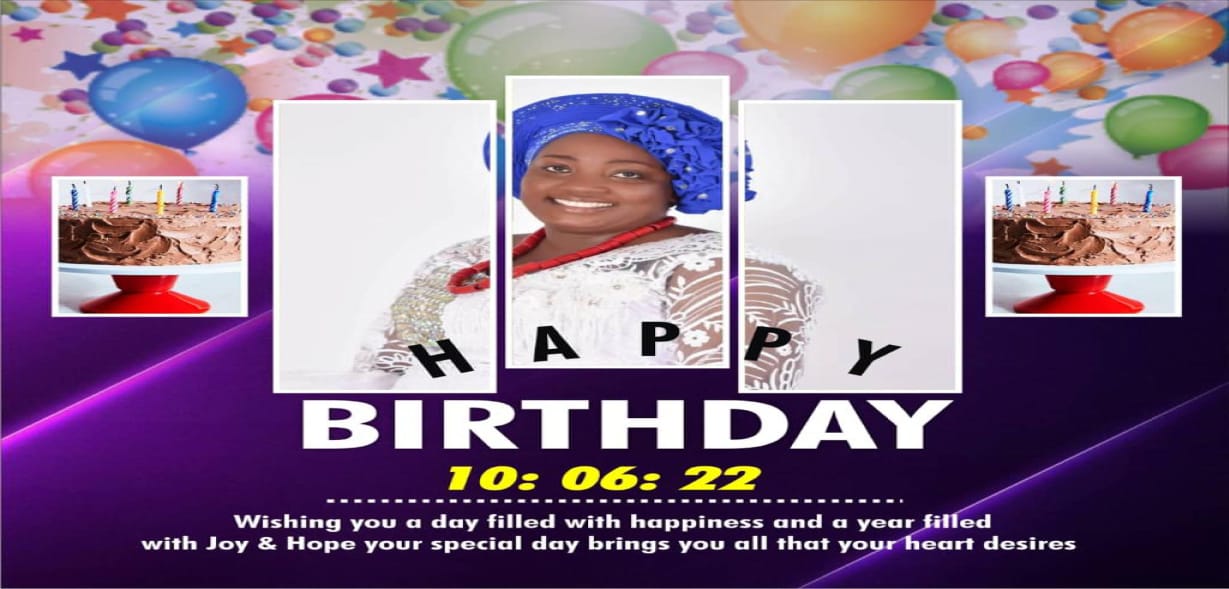 HAPPY
BIRTHDAY
10: 06: 22
Wishing you a day filled with happiness and a year filled
with Joy & Hope your special day brings you all that your heart desires